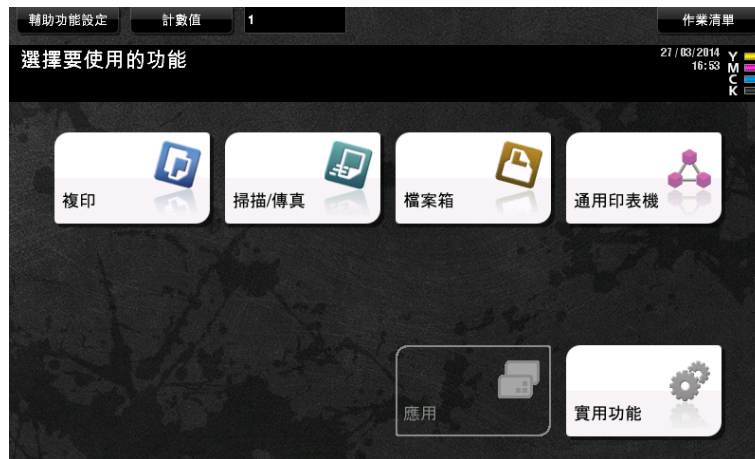 輔助功能設定 計數值 1 作業清單
選擇要使用的功能
27/03/2014
16:53
Y
M
C
K
複印 掃描/傳真 檔案箱 通用印表機
應用 實用功能